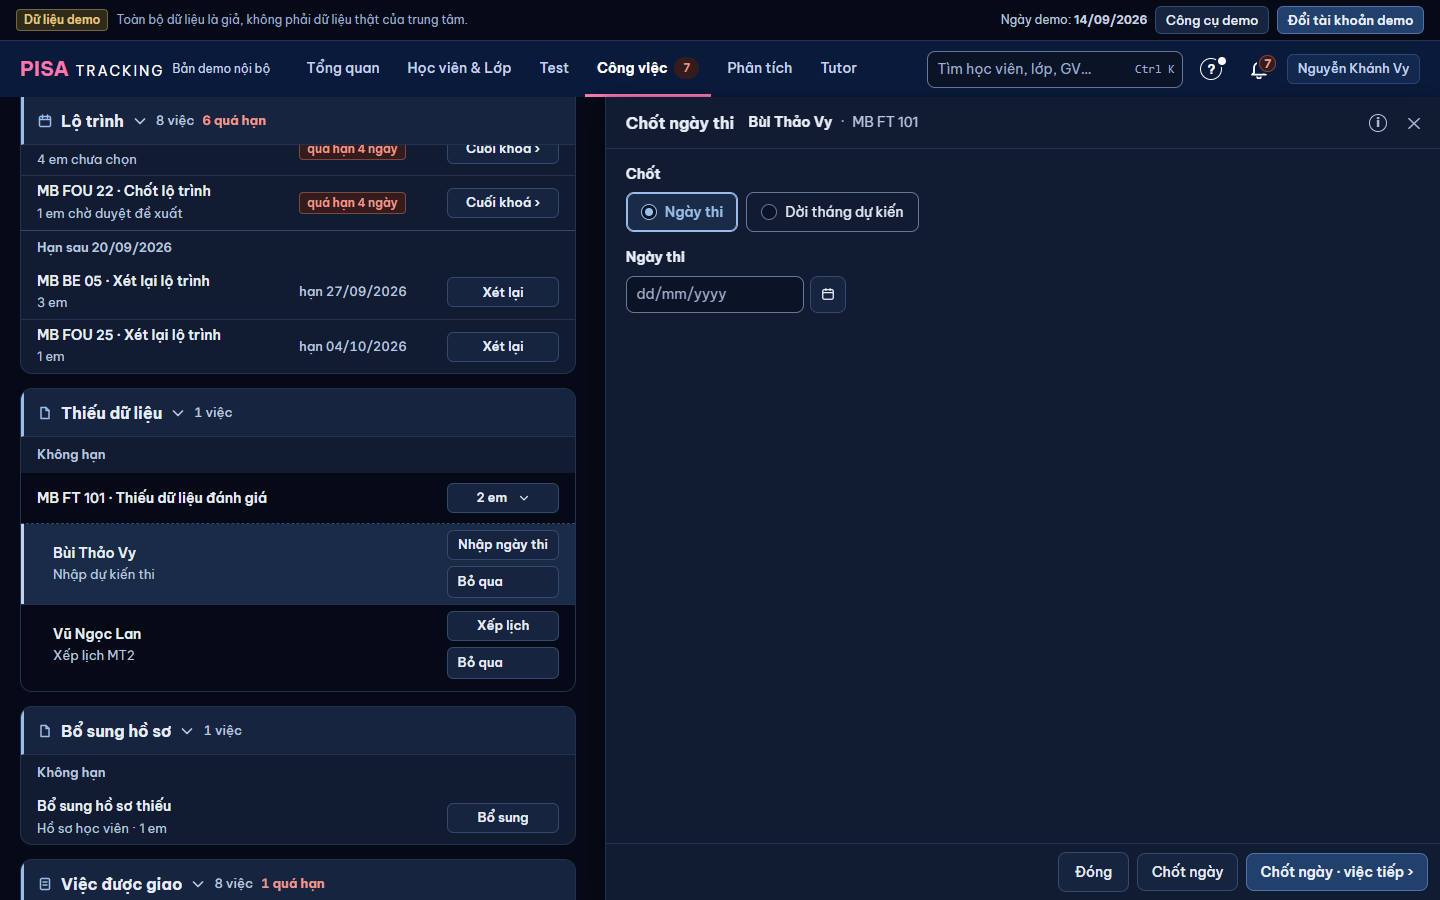 Dữ liệu demo Toàn bộ dữ liệu là giả, không phải dữ liệu thật của trung tâm.
Ngày demo: 14/09/2026 Công cụ demo Đổi tài khoản demo
PISA TRACKING Bản demo nội bộ Tổng quan Học viên & Lớp Test Công việc 7 Phân tích Tutor Tìm học viên, lớp, GV... Ctrl K ? 7 Nguyễn Khánh Vy
Lộ trình 8 việc 6 quá hạn
4 em chưa chọn quá hạn 4 ngày Cuối khoá ›
MB FOU 22 · Chốt lộ trình
1 em chờ duyệt đề xuất
quá hạn 4 ngày Cuối khoá ›
Hạn sau 20/09/2026
MB BE 05 · Xét lại lộ trình
3 em
hạn 27/09/2026 Xét lại
MB FOU 25 · Xét lại lộ trình
1 em
hạn 04/10/2026 Xét lại
Thiếu dữ liệu 1 việc
Không hạn
MB FT 101 · Thiếu dữ liệu đánh giá 2 em
Bùi Thảo Vy
Nhập dự kiến thi
Nhập ngày thi
Bỏ qua
Vũ Ngọc Lan
Xếp lịch MT2
Xếp lịch
Bỏ qua
Bổ sung hồ sơ 1 việc
Không hạn
Bổ sung hồ sơ thiếu
Hồ sơ học viên · 1 em
Bổ sung
Việc được giao 8 việc 1 quá hạn
Chốt ngày thi Bùi Thảo Vy · MB FT 101
Chốt
Ngày thi Dời tháng dự kiến
Ngày thi
dd/mm/yyyy
Đóng Chốt ngày Chốt ngày · việc tiếp ›